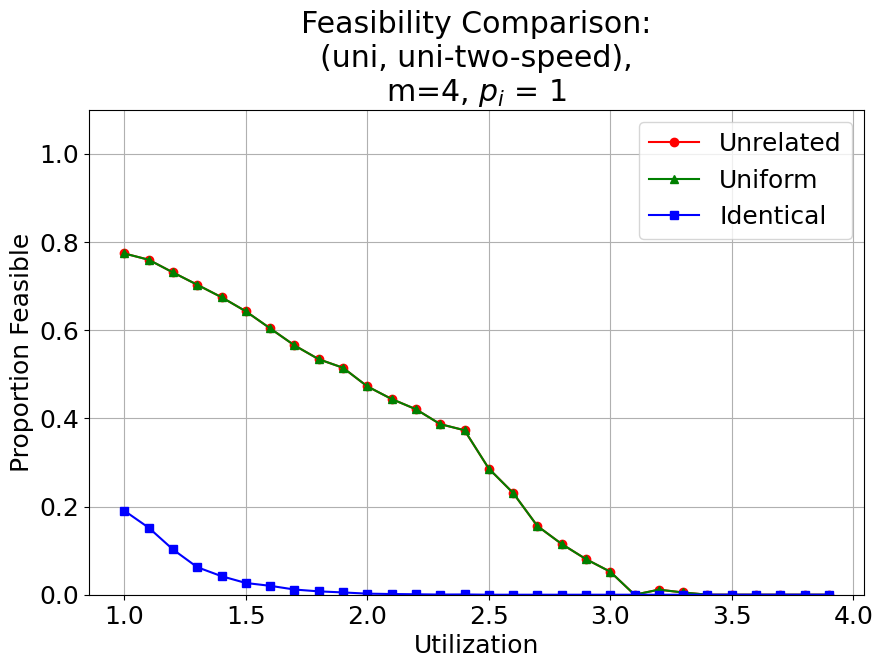 Feasibility Comparison:
(uni, uni-two-speed),
m=4, pᵢ = 1
Unrelated
Uniform
Identical
Proportion Feasible
1.0
0.8
0.6
0.4
0.2
0.0
1.0 1.5 2.0 2.5 3.0 3.5 4.0
Utilization